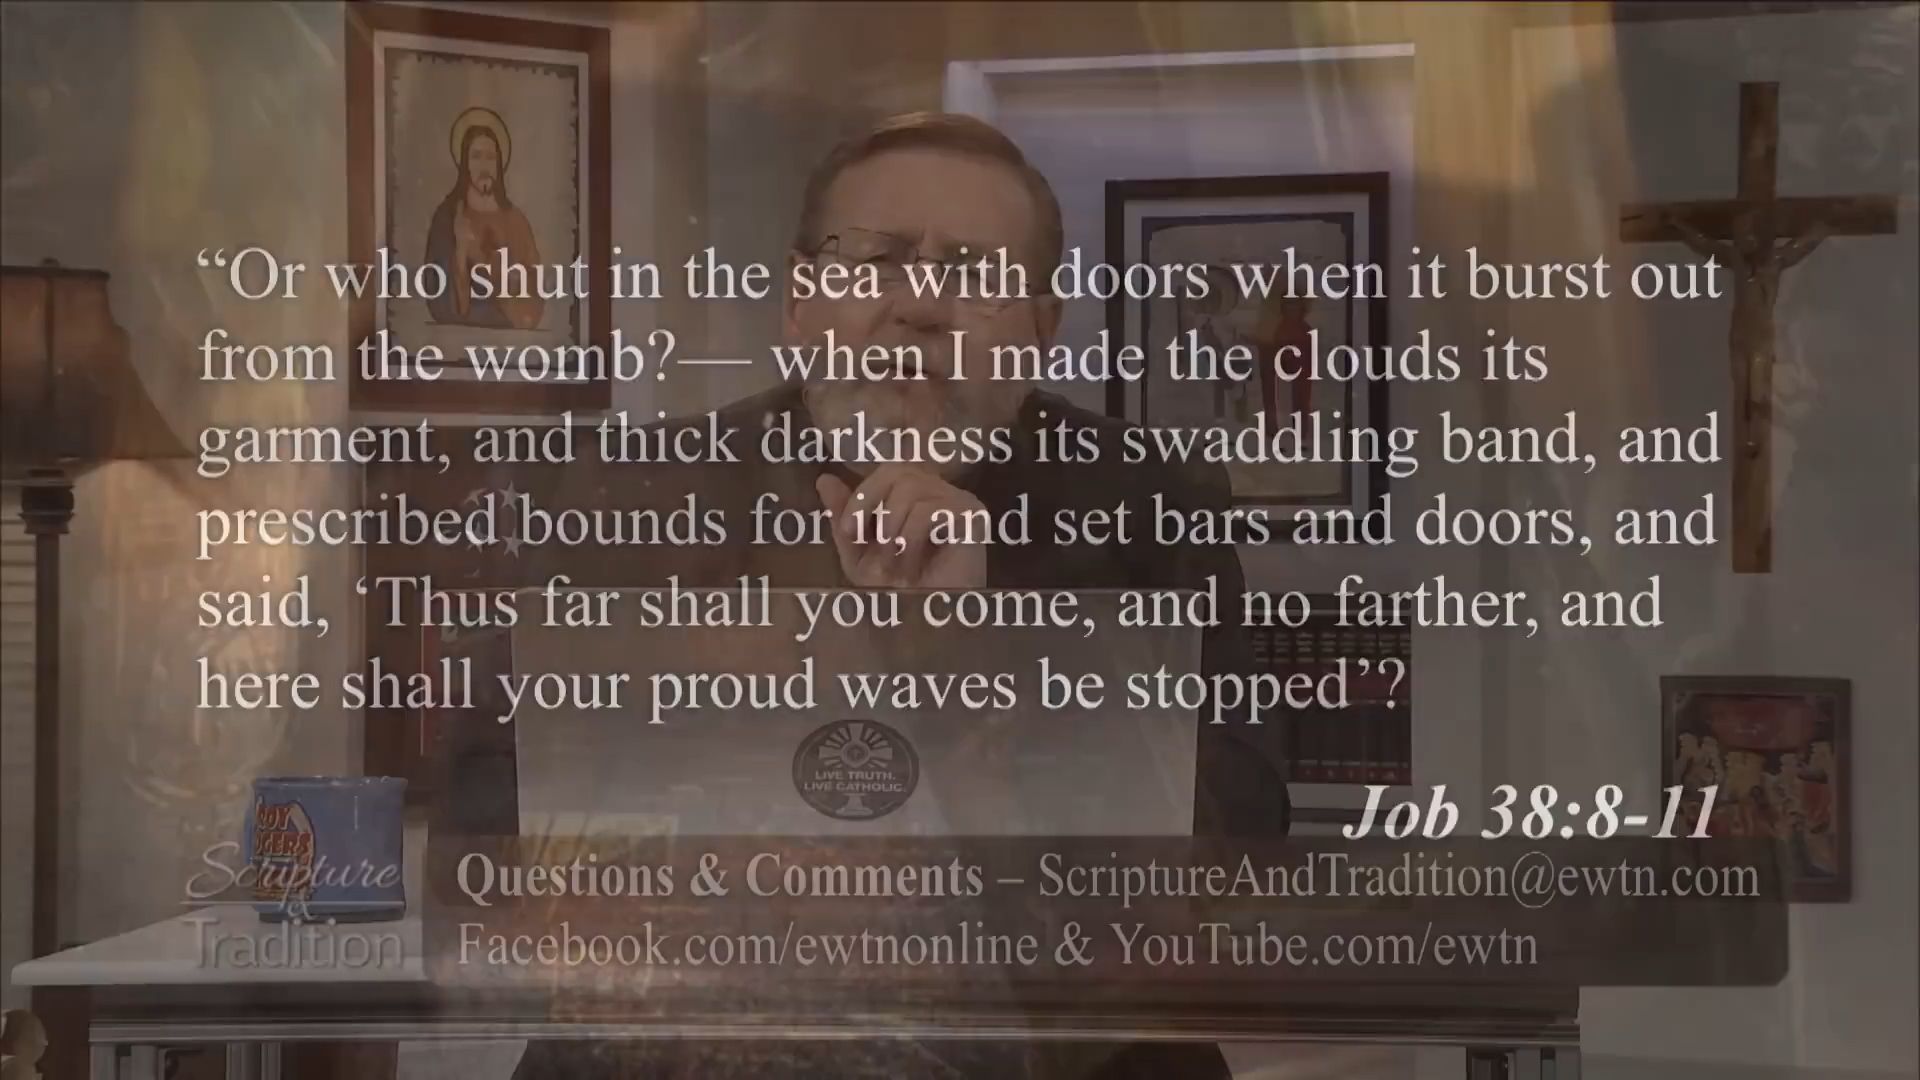 “Or who shut in the sea with doors when it burst out
from the womb?— when I made the clouds its
garment, and thick darkness its swaddling band, and
prescribed bounds for it, and set bars and doors, and
said, ‘Thus far shall you come, and no farther, and
here shall your proud waves be stopped’?
Job 38:8-11
LIVE TRUTH.
LIVE CATHOLIC.
ROY
ROGERS
Scripture
&
Tradition
Questions & Comments – ScriptureAndTradition@ewtn.com
Facebook.com/ewtnonline & YouTube.com/ewtn